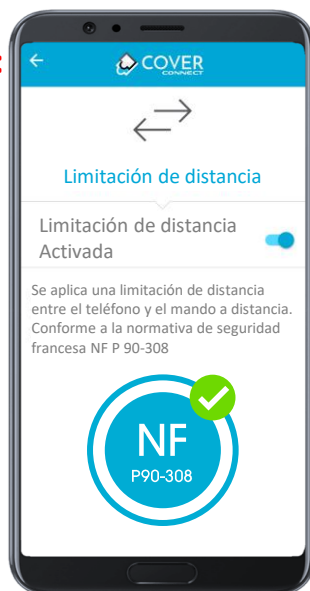 :
COVER
CONNECT
Limitación de distancia
Limitación de distancia
Activada
Se aplica una limitación de distancia
entre el teléfono y el mando a distancia.
Conforme a la normativa de seguridad
francesa NF P 90-308
NF
P90-308